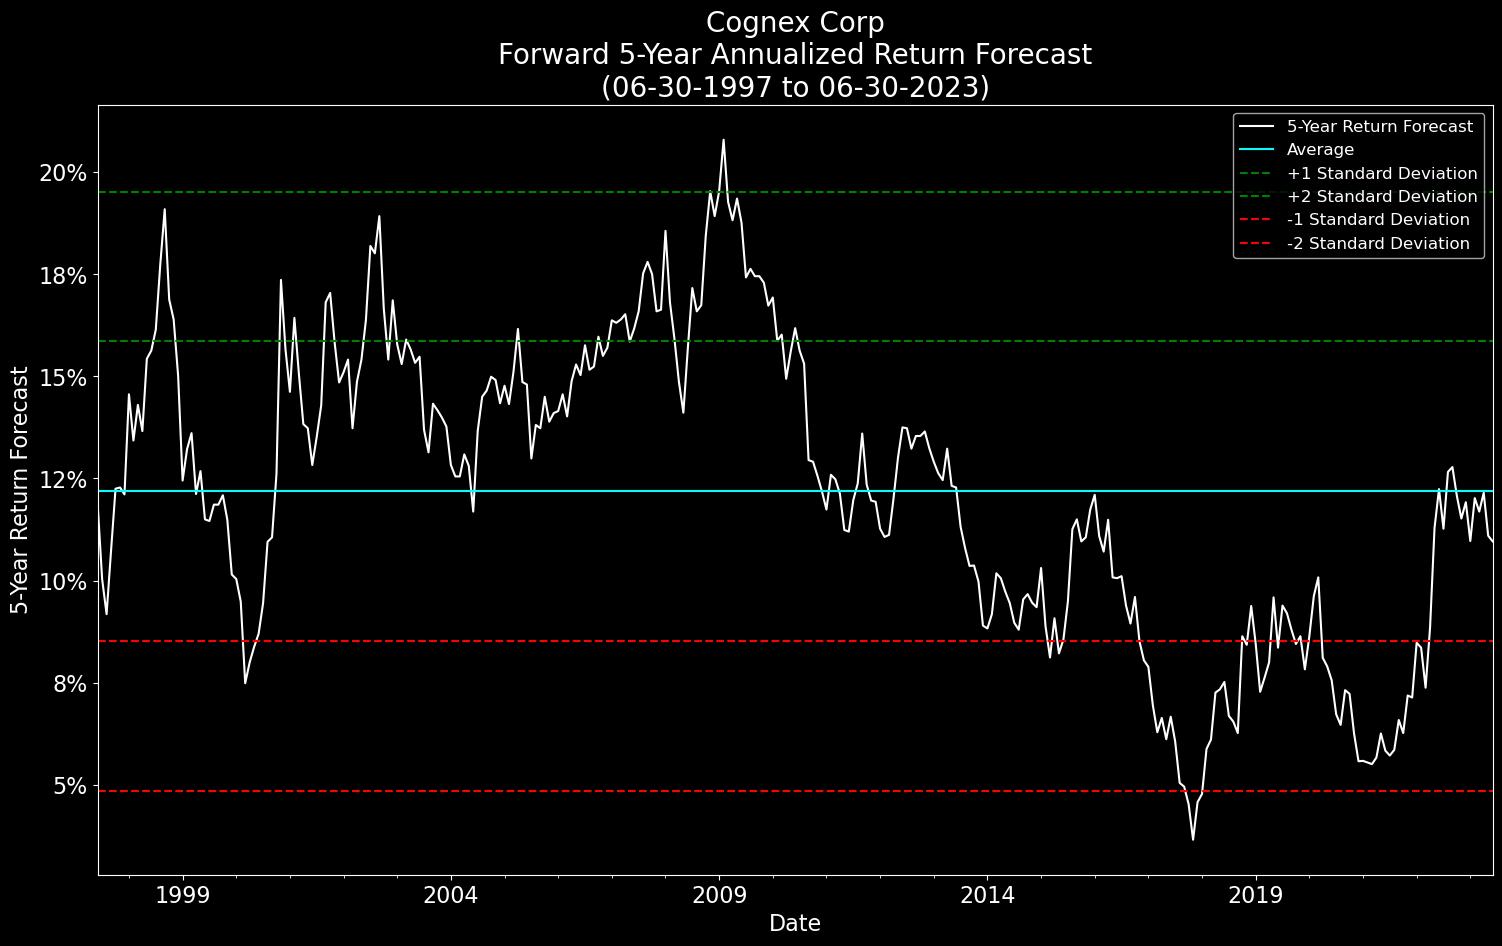 Cognex Corp
Forward 5-Year Annualized Return Forecast
(06-30-1997 to 06-30-2023)
5-Year Return Forecast
Average
+1 Standard Deviation
+2 Standard Deviation
-1 Standard Deviation
-2 Standard Deviation
20%
18%
15%
12%
10%
8%
5%
5-Year Return Forecast
1999
2004
2009
2014
2019
Date